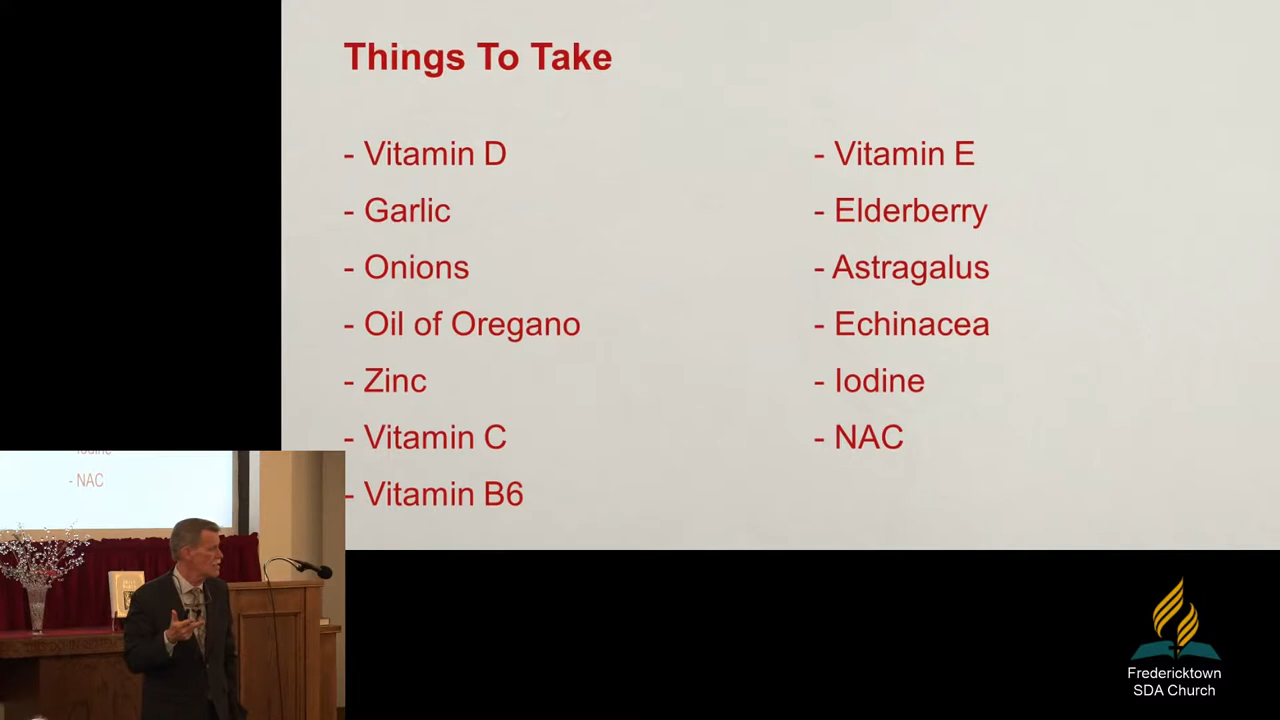 Things To Take
- Vitamin D
- Garlic
- Onions
- Oil of Oregano
- Zinc
- Vitamin C
- Vitamin B6
- Vitamin E
- Elderberry
- Astragalus
- Echinacea
- Iodine
- NAC
- NAC
Fredericktown
SDA Church